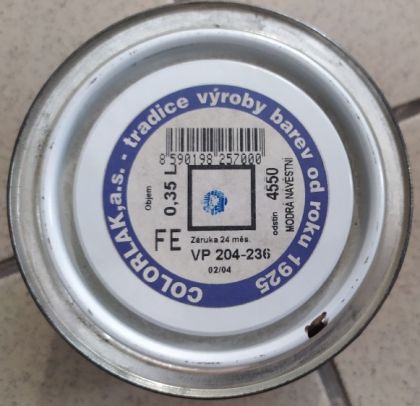 COLORLAK,a.s. - tradice výroby barev od roku 1925
8 590198 257000
Objem
0,35 L
odstín 4550
MODRÁ NÁVĚSTNÍ
FE
Záruka 24 měs.
VP 204-236
02/04